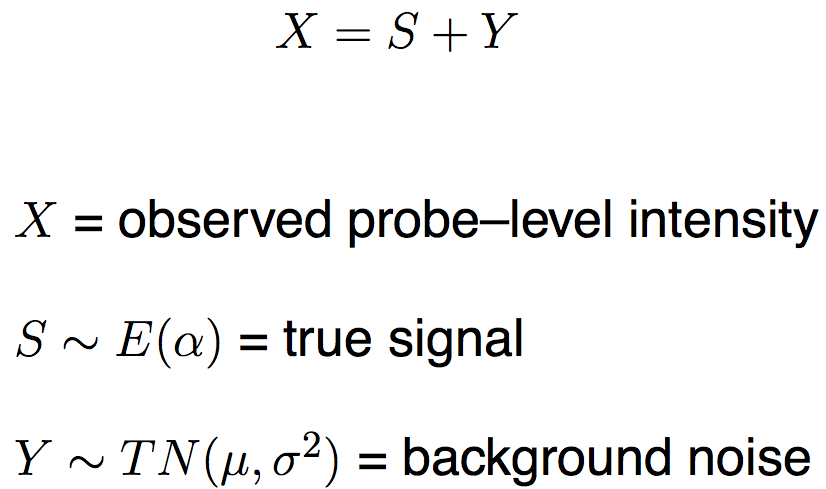 X = S + Y
X = observed probe–level intensity
S ∼ E(α) = true signal
Y ∼ TN(μ, σ²) = background noise